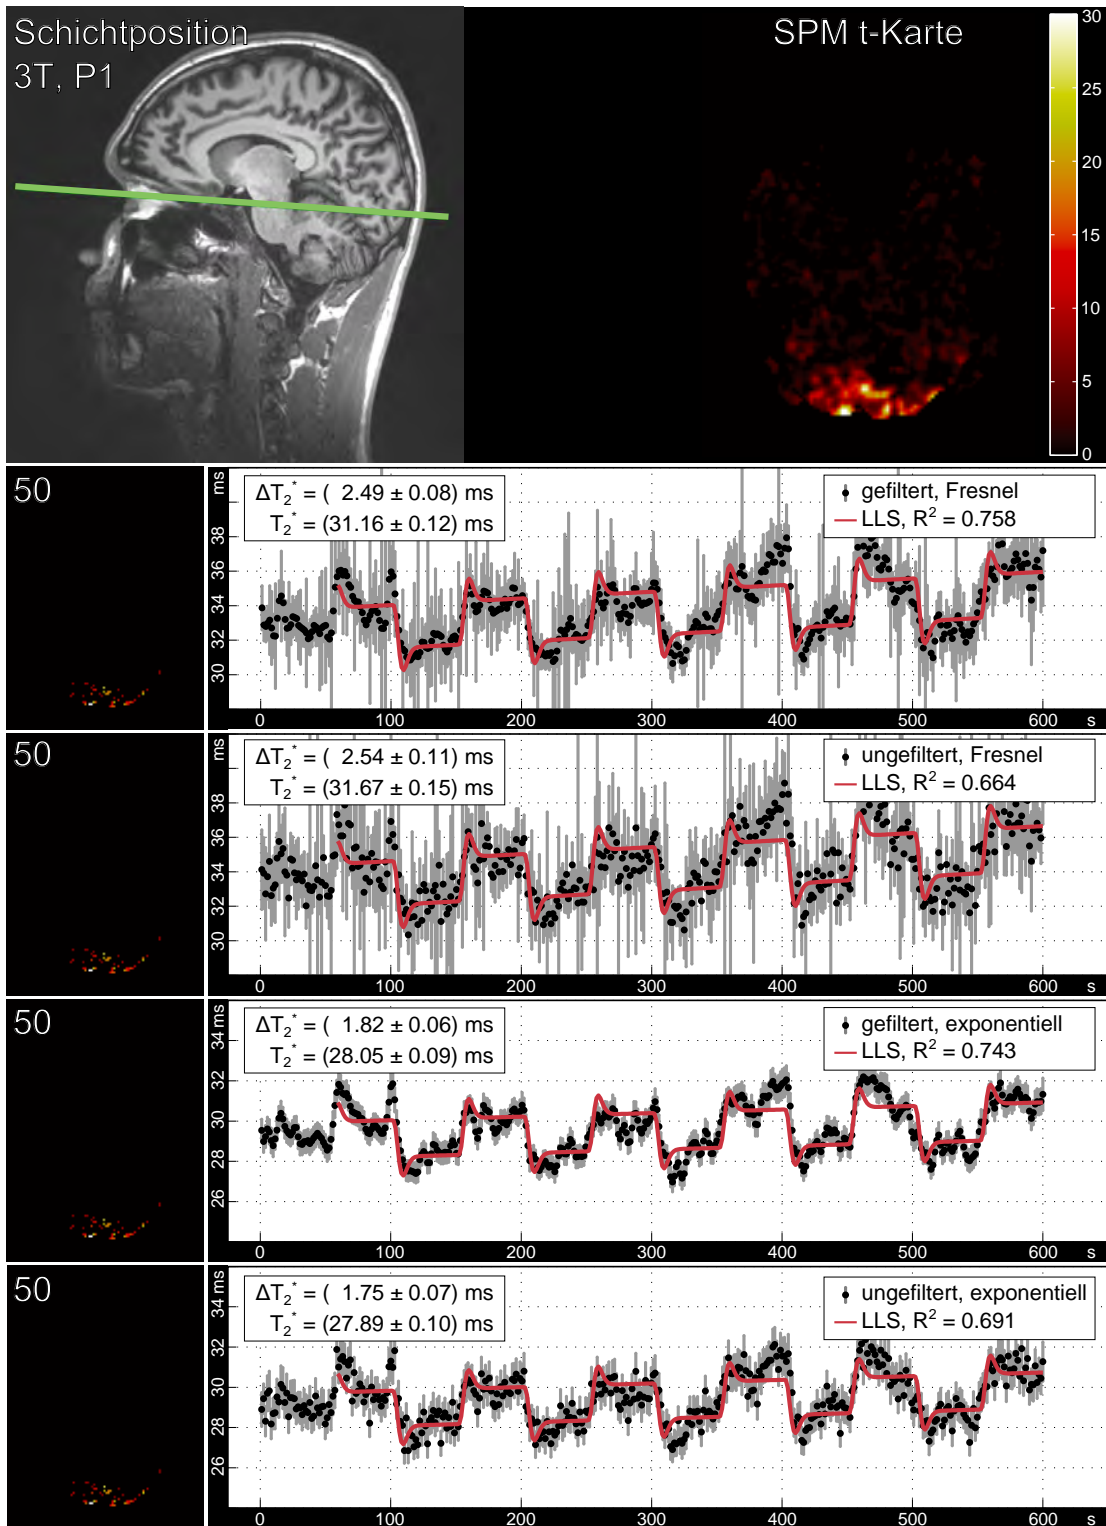 Schichtposition
3T, P1
SPM t-Karte
30
25
20
15
10
5
0
50
ms
38
36
34
32
30
ΔT₂* = ( 2.49 ± 0.08) ms
T₂* = (31.16 ± 0.12) ms
gefiltert, Fresnel
LLS, R² = 0.758
0 100 200 300 400 500 600 s
50
ms
38
36
34
32
30
ΔT₂* = ( 2.54 ± 0.11) ms
T₂* = (31.67 ± 0.15) ms
ungefiltert, Fresnel
LLS, R² = 0.664
0 100 200 300 400 500 600 s
50
34 ms
32
30
28
26
ΔT₂* = ( 1.82 ± 0.06) ms
T₂* = (28.05 ± 0.09) ms
gefiltert, exponentiell
LLS, R² = 0.743
0 100 200 300 400 500 600 s
50
34 ms
32
30
28
26
ΔT₂* = ( 1.75 ± 0.07) ms
T₂* = (27.89 ± 0.10) ms
ungefiltert, exponentiell
LLS, R² = 0.691
0 100 200 300 400 500 600 s